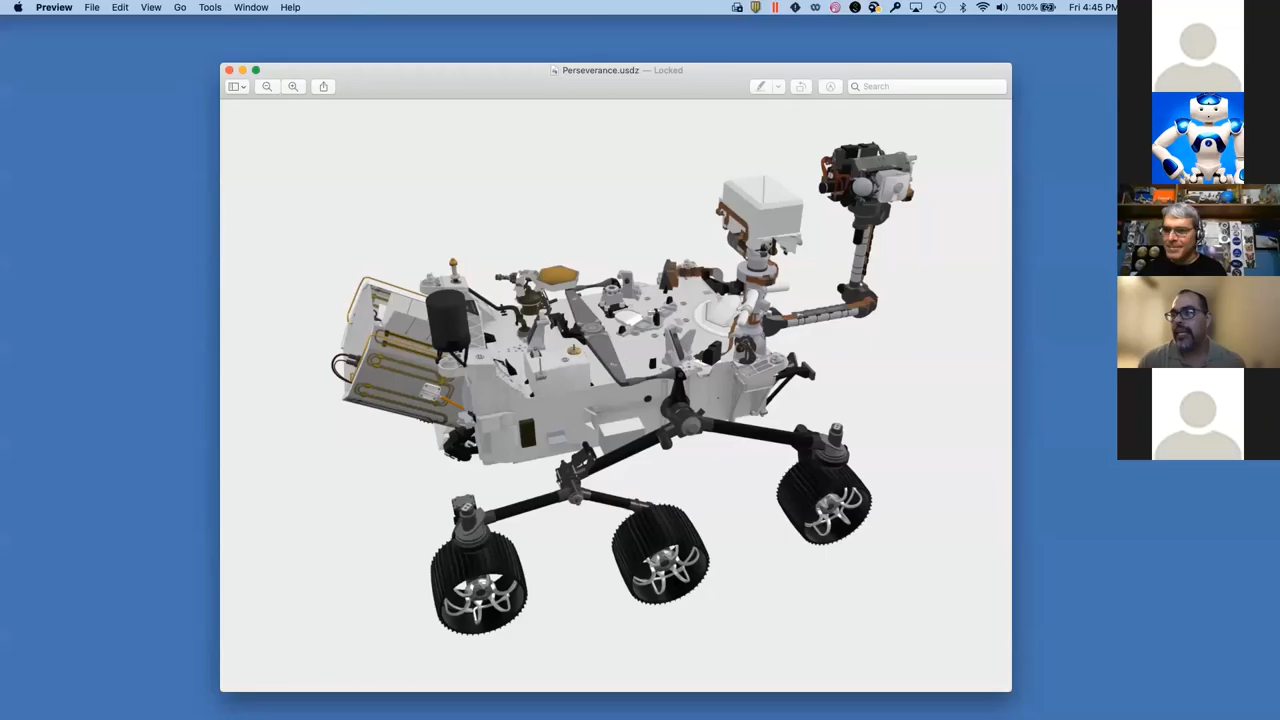 Preview File Edit View Go Tools Window Help 100% Fri 4:45 PM
Perseverance.usdz — Locked
Search